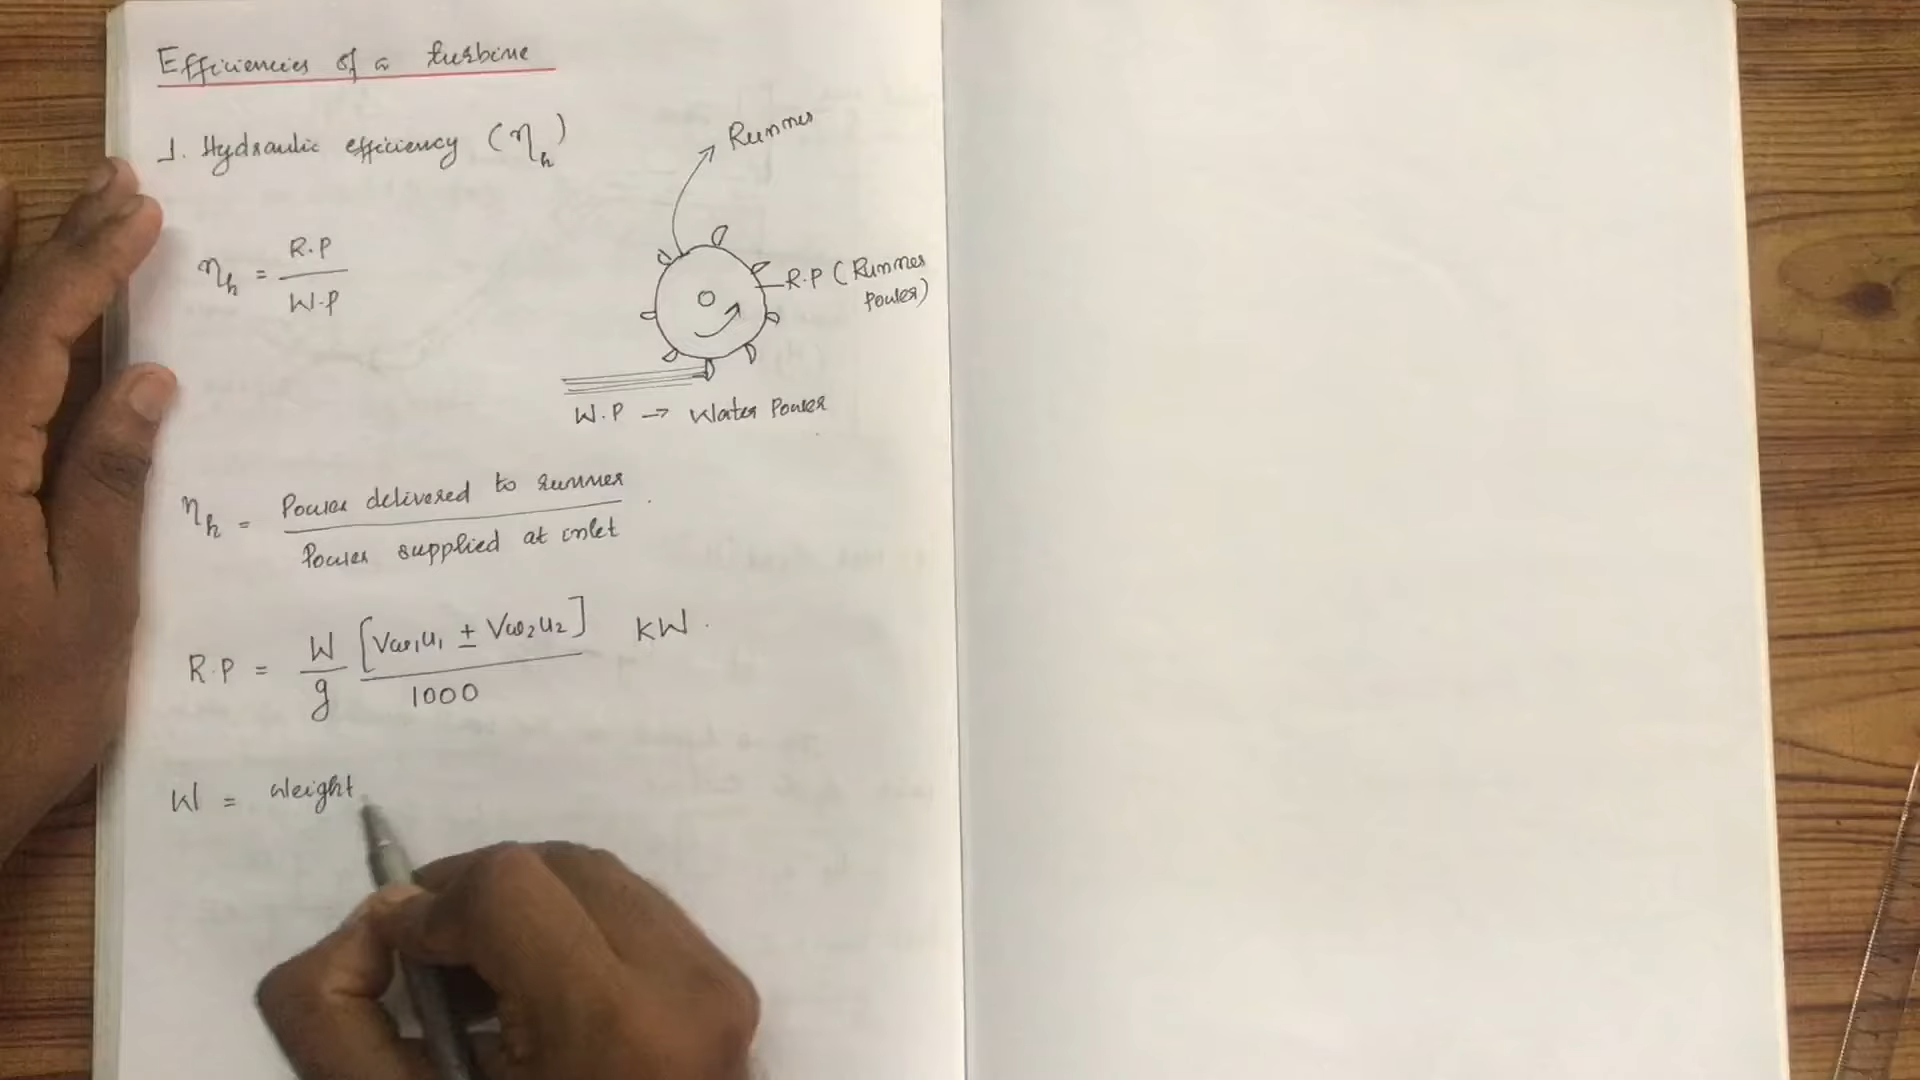 Efficiencies of a turbine
1. Hydraulic efficiency (ηh)
Runner
ηh = R.P / W.P
R.P (Runner Power)
W.P → Water Power
ηh = Power delivered to runner / Power supplied at inlet .
R.P = W/g [Vw1u1 ± Vw2u2] / 1000 KW .
W = Weight